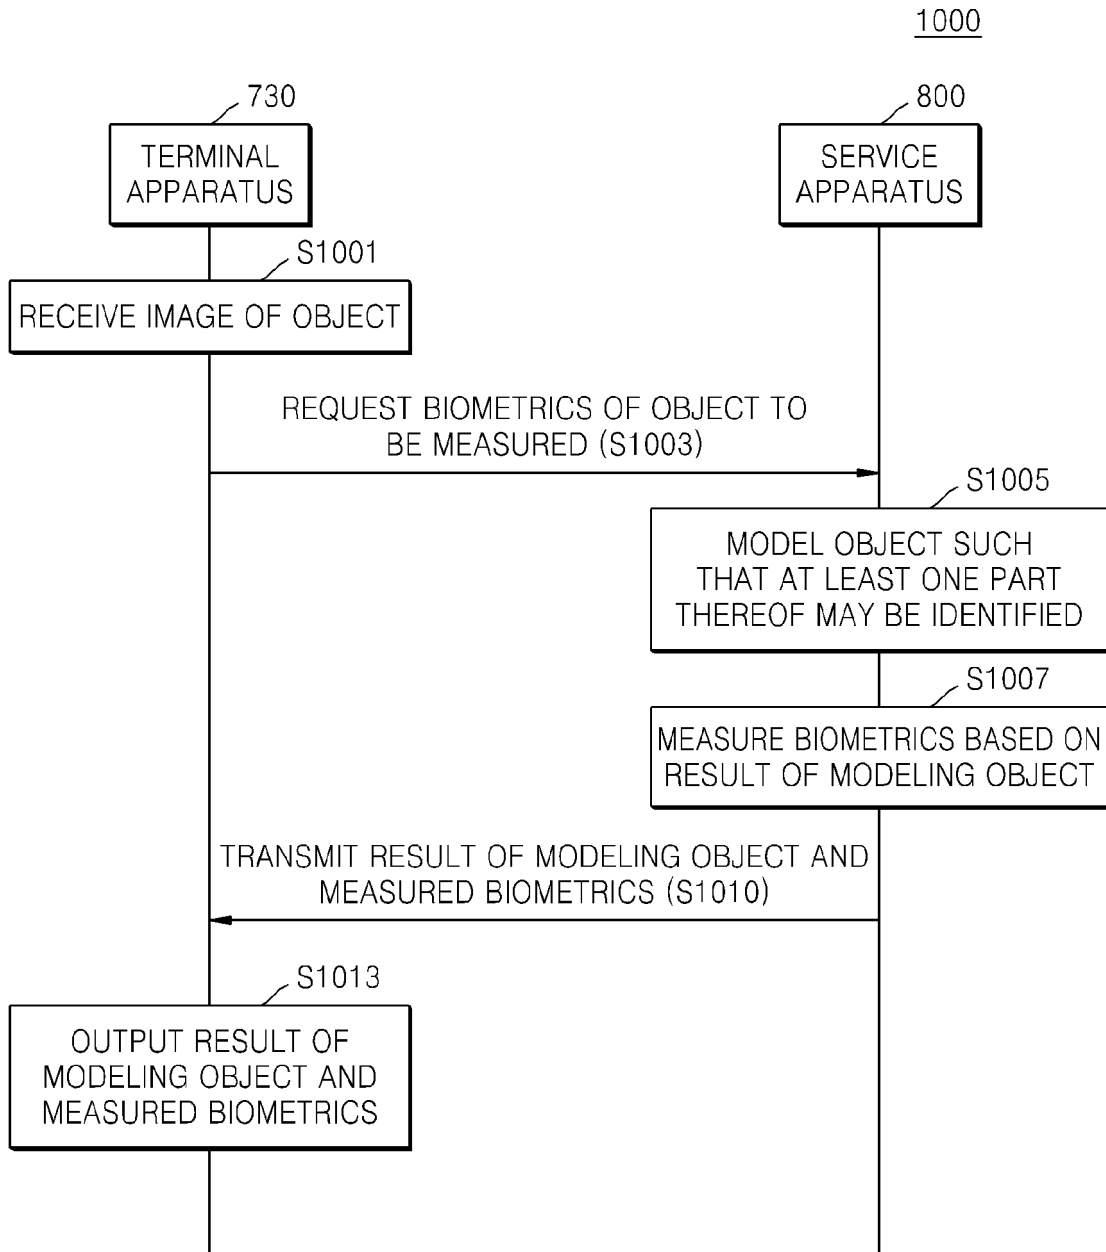 1000
730
800
TERMINAL
APPARATUS
SERVICE
APPARATUS
S1001
RECEIVE IMAGE OF OBJECT
REQUEST BIOMETRICS OF OBJECT TO
BE MEASURED (S1003)
S1005
MODEL OBJECT SUCH
THAT AT LEAST ONE PART
THEREOF MAY BE IDENTIFIED
S1007
MEASURE BIOMETRICS BASED ON
RESULT OF MODELING OBJECT
TRANSMIT RESULT OF MODELING OBJECT AND
MEASURED BIOMETRICS (S1010)
S1013
OUTPUT RESULT OF
MODELING OBJECT AND
MEASURED BIOMETRICS